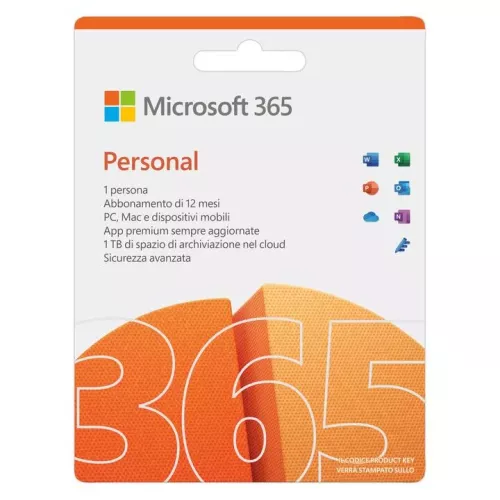 Microsoft 365
Personal
1 persona
Abbonamento di 12 mesi
PC, Mac e dispositivi mobili
App premium sempre aggiornate
1 TB di spazio di archiviazione nel cloud
Sicurezza avanzata
W
X
P
O
N
365
CODICE PRODUCT KEY
VERRÀ STAMPATO SULLO